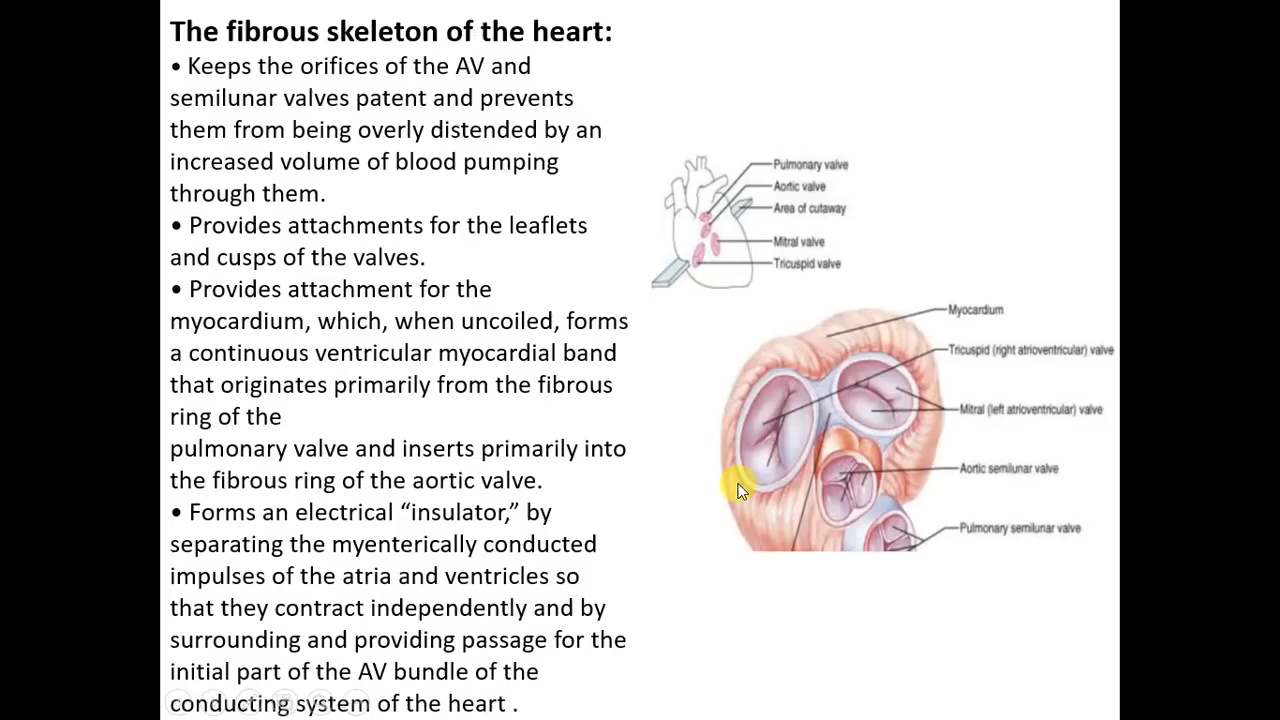 The fibrous skeleton of the heart:
• Keeps the orifices of the AV and
semilunar valves patent and prevents
them from being overly distended by an
increased volume of blood pumping
through them.
• Provides attachments for the leaflets
and cusps of the valves.
• Provides attachment for the
myocardium, which, when uncoiled, forms
a continuous ventricular myocardial band
that originates primarily from the fibrous
ring of the
pulmonary valve and inserts primarily into
the fibrous ring of the aortic valve.
• Forms an electrical “insulator,” by
separating the myenterically conducted
impulses of the atria and ventricles so
that they contract independently and by
surrounding and providing passage for the
initial part of the AV bundle of the
conducting system of the heart .
Pulmonary valve
Aortic valve
Area of cutaway
Mitral valve
Tricuspid valve
Myocardium
Tricuspid (right atrioventricular) valve
Mitral (left atrioventricular) valve
Aortic semilunar valve
Pulmonary semilunar valve